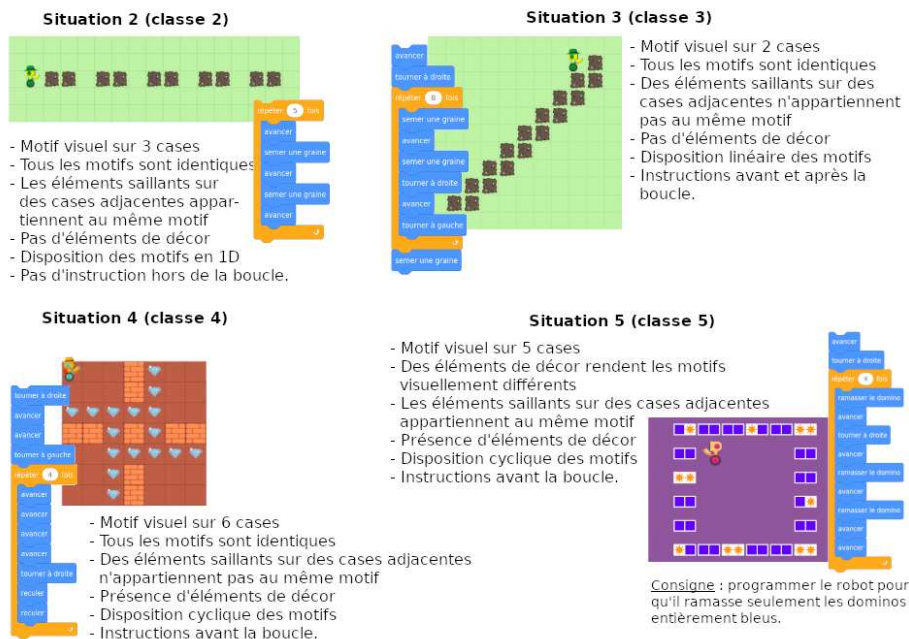 Situation 2 (classe 2)
répéter 5 fois
avancer
semer une graine
avancer
semer une graine
avancer
- Motif visuel sur 3 cases
- Tous les motifs sont identiques
- Les éléments saillants sur
des cases adjacentes appar-
tiennent au même motif
- Pas d'éléments de décor
- Disposition des motifs en 1D
- Pas d'instruction hors de la boucle.
Situation 3 (classe 3)
avancer
tourner à droite
répéter 8 fois
semer une graine
avancer
semer une graine
tourner à droite
avancer
tourner à gauche
semer une graine
- Motif visuel sur 2 cases
- Tous les motifs sont identiques
- Des éléments saillants sur des
cases adjacentes n'appartiennent
pas au même motif
- Pas d'éléments de décor
- Disposition linéaire des motifs
- Instructions avant et après la
boucle.
Situation 4 (classe 4)
tourner à droite
avancer
avancer
tourner à gauche
répéter 4 fois
avancer
avancer
avancer
avancer
tourner à droite
reculer
reculer
- Motif visuel sur 6 cases
- Tous les motifs sont identiques
- Des éléments saillants sur des cases adjacentes
n'appartiennent pas au même motif
- Présence d'éléments de décor
- Disposition cyclique des motifs
- Instructions avant la boucle.
Situation 5 (classe 5)
- Motif visuel sur 5 cases
- Des éléments de décor rendent les motifs
visuellement différents
- Les éléments saillants sur des cases adjacentes
appartiennent au même motif
- Présence d'éléments de décor
- Disposition cyclique des motifs
- Instructions avant la boucle.
avancer
tourner à droite
répéter 4 fois
ramasser le domino
avancer
tourner à droite
avancer
ramasser le domino
avancer
ramasser le domino
avancer
avancer
Consigne : programmer le robot pour
qu'il ramasse seulement les dominos
entièrement bleus.